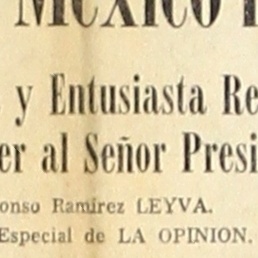 MEXICO
y Entusiasta Re
er al Señor Presi
onso Ramírez LEYVA.
Especial de LA OPINION.